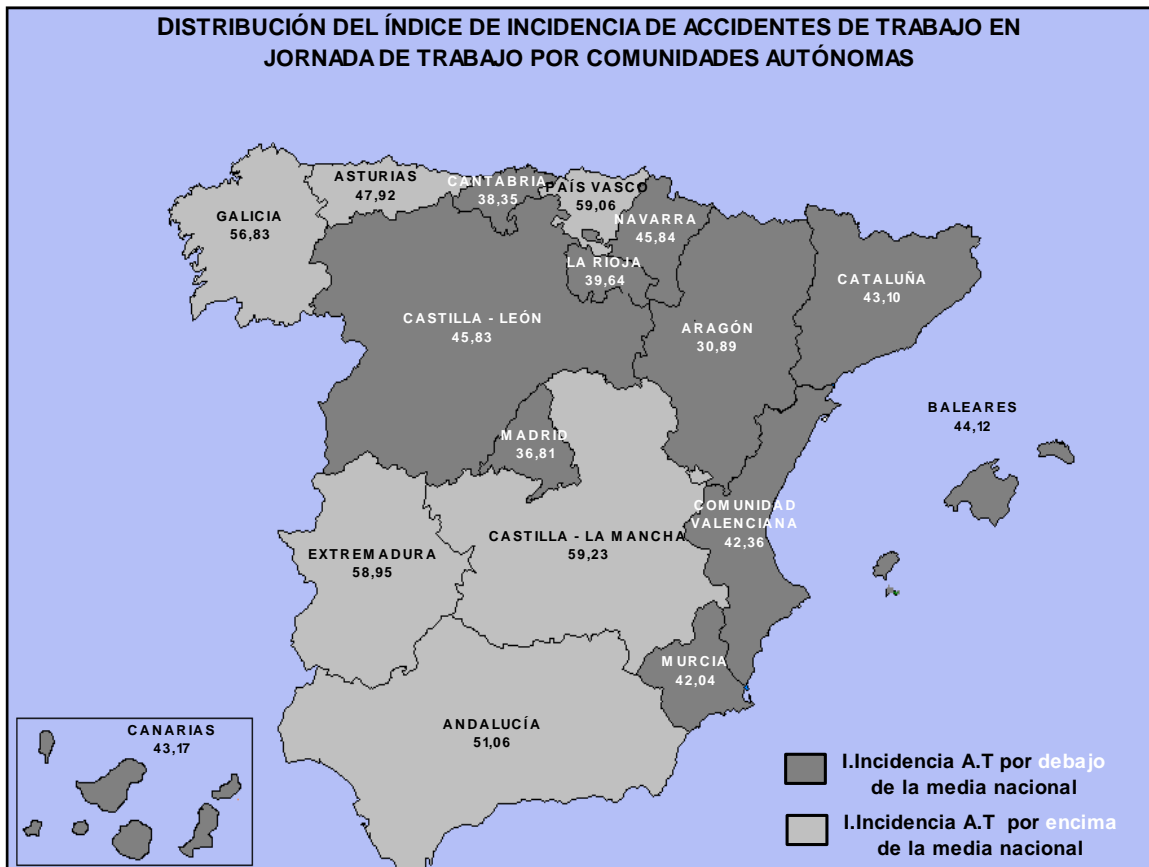 DISTRIBUCIÓN DEL ÍNDICE DE INCIDENCIA DE ACCIDENTES DE TRABAJO EN
JORNADA DE TRABAJO POR COMUNIDADES AUTÓNOMAS
ASTURIAS
47,92
CANTABRIA
38,35
PAÍS VASCO
59,06
GALICIA
56,83
NAVARRA
45,84
LA RIOJA
39,64
CATALUÑA
43,10
CASTILLA - LEÓN
45,83
ARAGÓN
30,89
BALEARES
44,12
MADRID
36,81
COMUNIDAD
VALENCIANA
42,36
CASTILLA - LA MANCHA
59,23
EXTREMADURA
58,95
MURCIA
42,04
ANDALUCÍA
51,06
CANARIAS
43,17
I.Incidencia A.T por debajo
de la media nacional
I.Incidencia A.T por encima
de la media nacional